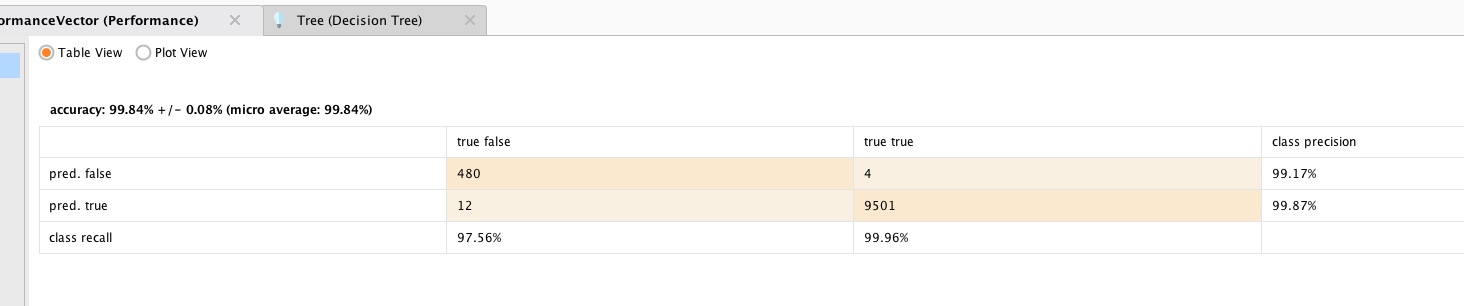 ormanceVector (Performance) Tree (Decision Tree)
Table View Plot View
accuracy: 99.84% +/- 0.08% (micro average: 99.84%)
true false true true class precision
pred. false 480 4 99.17%
pred. true 12 9501 99.87%
class recall 97.56% 99.96%